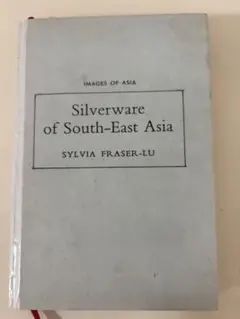 IMAGES OF ASIA
Silverware
of South-East Asia
SYLVIA FRASER-LU